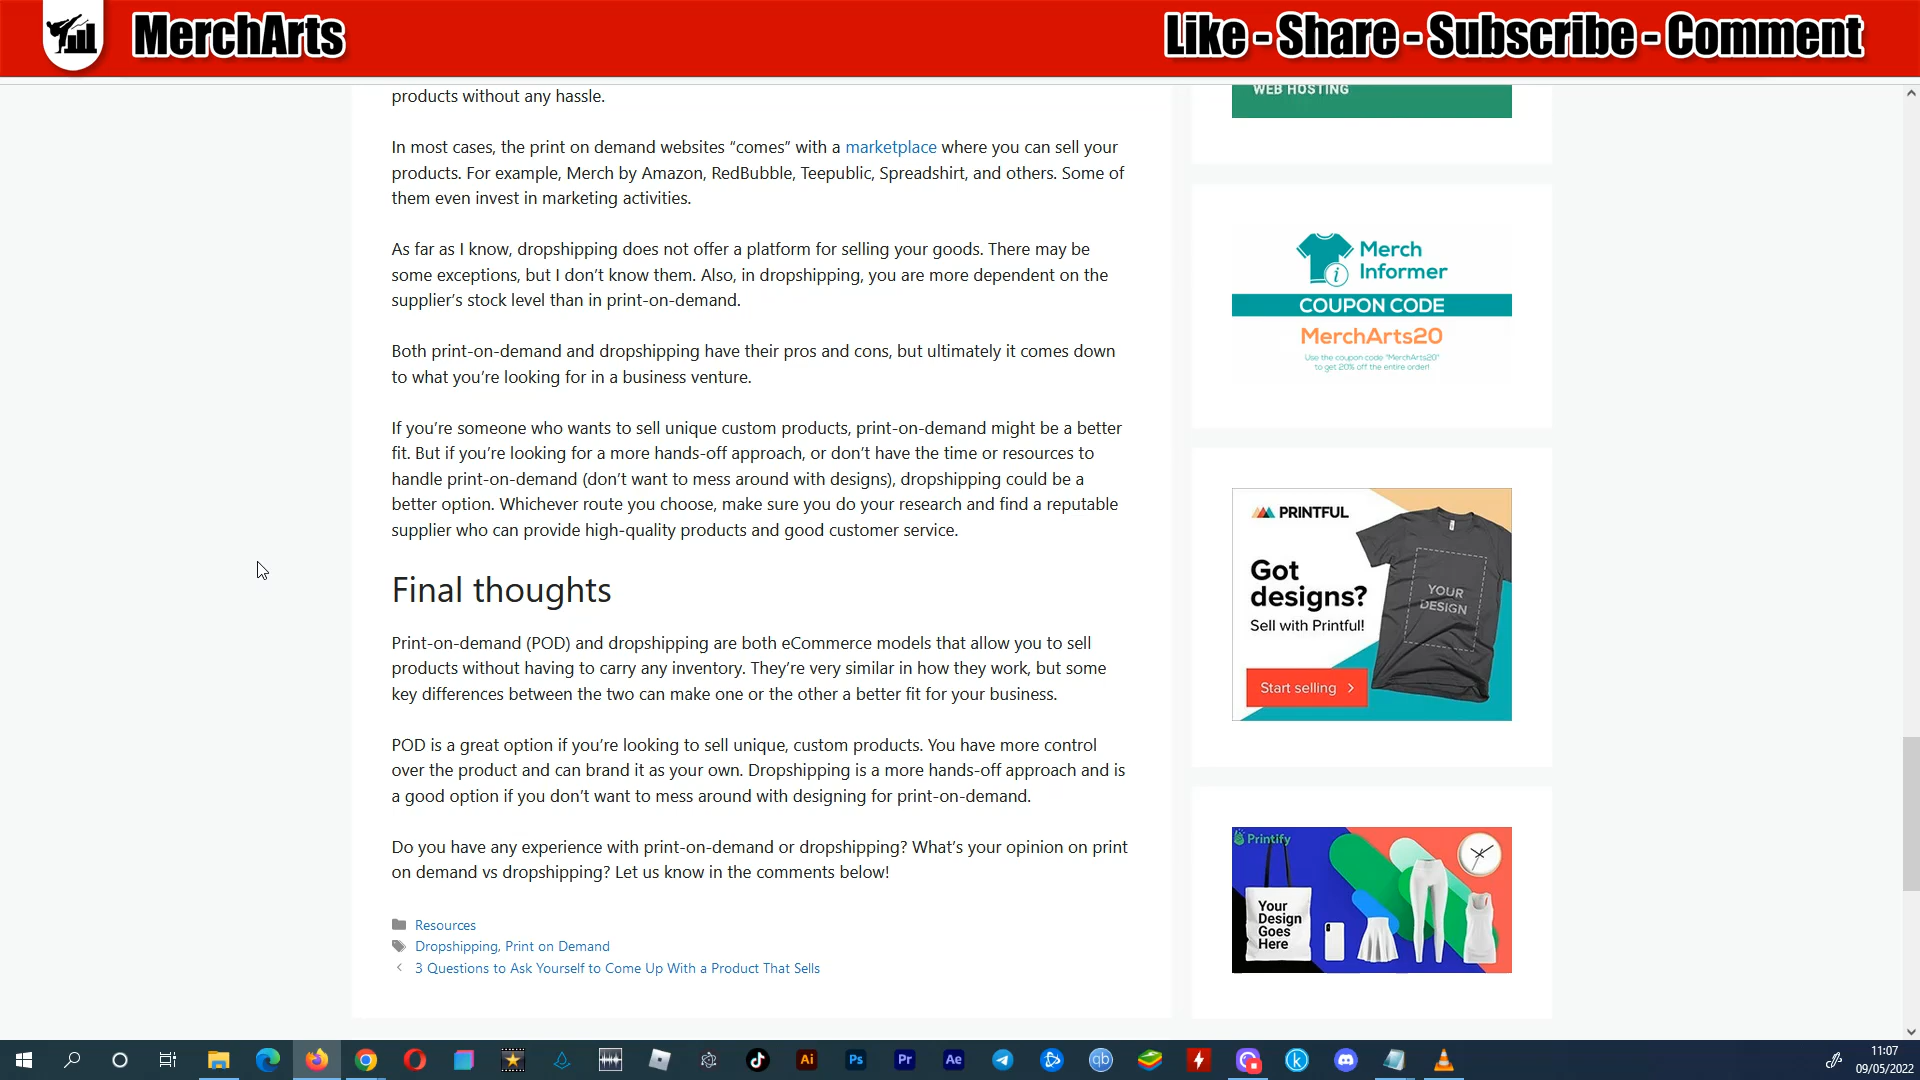 MerchArts
Like - Share - Subscribe - Comment
products without any hassle.
In most cases, the print on demand websites “comes” with a marketplace where you can sell your
products. For example, Merch by Amazon, RedBubble, Teepublic, Spreadshirt, and others. Some of
them even invest in marketing activities.
As far as I know, dropshipping does not offer a platform for selling your goods. There may be
some exceptions, but I don’t know them. Also, in dropshipping, you are more dependent on the
supplier’s stock level than in print-on-demand.
Both print-on-demand and dropshipping have their pros and cons, but ultimately it comes down
to what you’re looking for in a business venture.
If you’re someone who wants to sell unique custom products, print-on-demand might be a better
fit. But if you’re looking for a more hands-off approach, or don’t have the time or resources to
handle print-on-demand (don’t want to mess around with designs), dropshipping could be a
better option. Whichever route you choose, make sure you do your research and find a reputable
supplier who can provide high-quality products and good customer service.
Final thoughts
Print-on-demand (POD) and dropshipping are both eCommerce models that allow you to sell
products without having to carry any inventory. They’re very similar in how they work, but some
key differences between the two can make one or the other a better fit for your business.
POD is a great option if you’re looking to sell unique, custom products. You have more control
over the product and can brand it as your own. Dropshipping is a more hands-off approach and is
a good option if you don’t want to mess around with designing for print-on-demand.
Do you have any experience with print-on-demand or dropshipping? What’s your opinion on print
on demand vs dropshipping? Let us know in the comments below!
Resources
Dropshipping, Print on Demand
3 Questions to Ask Yourself to Come Up With a Product That Sells
WEB HOSTING
Merch
Informer
COUPON CODE
MerchArts20
Use the coupon code "MerchArts20"
to get 20% off the entire order!
PRINTFUL
Got
designs?
Sell with Printful!
Start selling
YOUR
DESIGN
Printify
Your
Design
Goes
Here
Ai
Ps
Pr
Ae
qb
k
11:07
09/05/2022